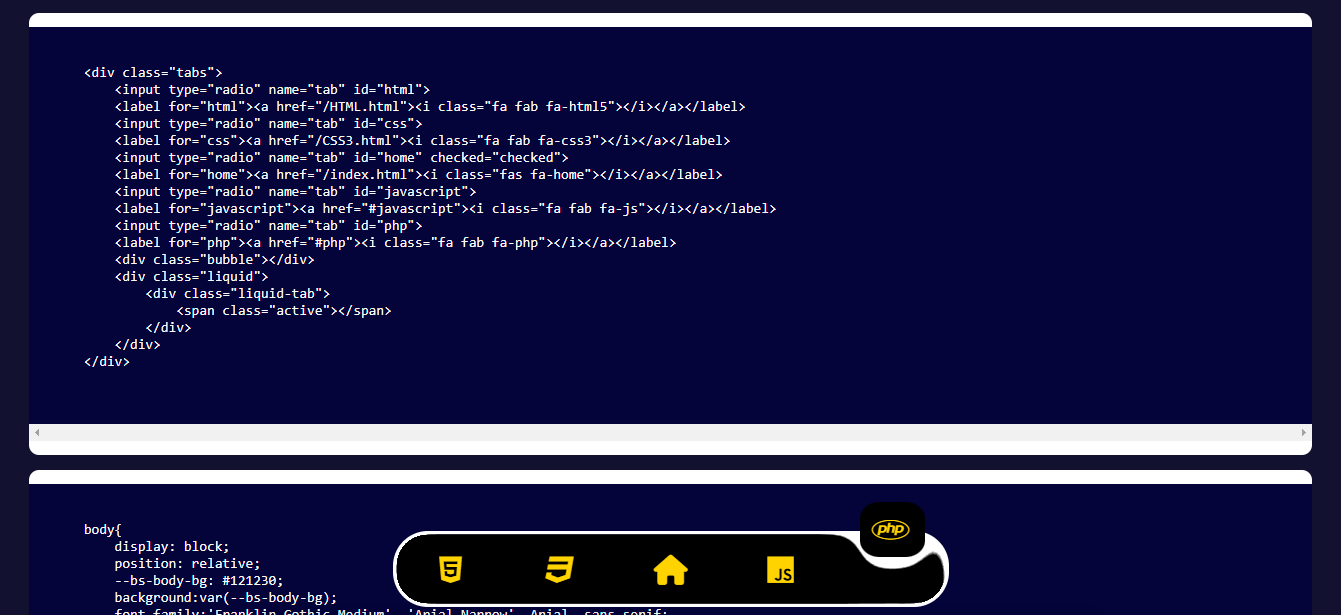 <div class="tabs">
    <input type="radio" name="tab" id="html">
    <label for="html"><a href="/HTML.html"><i class="fa fab fa-html5"></i></a></label>
    <input type="radio" name="tab" id="css">
    <label for="css"><a href="/CSS3.html"><i class="fa fab fa-css3"></i></a></label>
    <input type="radio" name="tab" id="home" checked="checked">
    <label for="home"><a href="/index.html"><i class="fas fa-home"></i></a></label>
    <input type="radio" name="tab" id="javascript">
    <label for="javascript"><a href="#javascript"><i class="fa fab fa-js"></i></a></label>
    <input type="radio" name="tab" id="php">
    <label for="php"><a href="#php"><i class="fa fab fa-php"></i></a></label>
    <div class="bubble"></div>
    <div class="liquid">
        <div class="liquid-tab">
            <span class="active"></span>
        </div>
    </div>
</div>
body{
    display: block;
    position: relative;
    --bs-body-bg: #121230;
    background:var(--bs-body-bg);
    font-family:'Franklin Gothic Medium', 'Arial Narrow', Arial, sans-serif;
php
5
JS